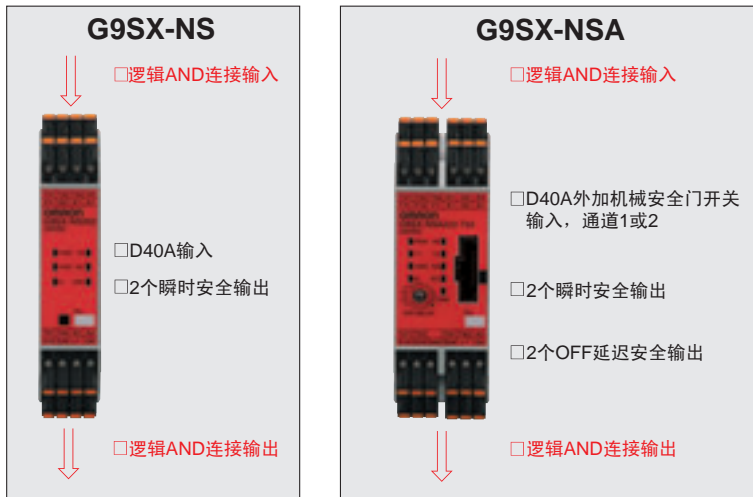 G9SX-NS
□逻辑AND连接输入
□D40A输入
□2个瞬时安全输出
□逻辑AND连接输出
G9SX-NSA
□逻辑AND连接输入
□D40A外加机械安全门开关
输入，通道1或2
□2个瞬时安全输出
□2个OFF延迟安全输出
□逻辑AND连接输出